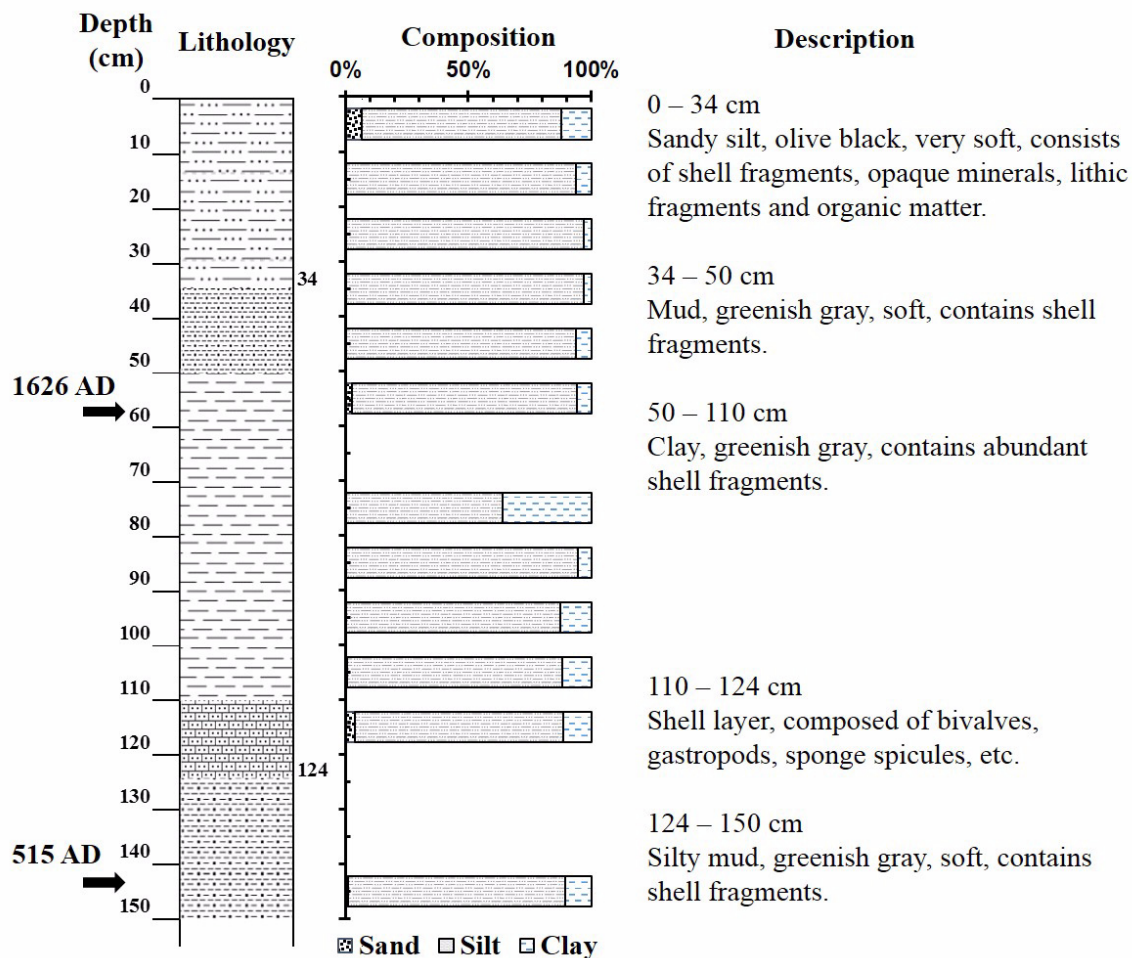 Depth
(cm)
Lithology
Composition
Description
0%
50%
100%
0
10
20
30
34
40
50
1626 AD
60
70
80
90
100
110
120
124
130
515 AD
140
150
0 – 34 cm
Sandy silt, olive black, very soft, consists
of shell fragments, opaque minerals, lithic
fragments and organic matter.
34 – 50 cm
Mud, greenish gray, soft, contains shell
fragments.
50 – 110 cm
Clay, greenish gray, contains abundant
shell fragments.
110 – 124 cm
Shell layer, composed of bivalves,
gastropods, sponge spicules, etc.
124 – 150 cm
Silty mud, greenish gray, soft, contains
shell fragments.
Sand Silt Clay